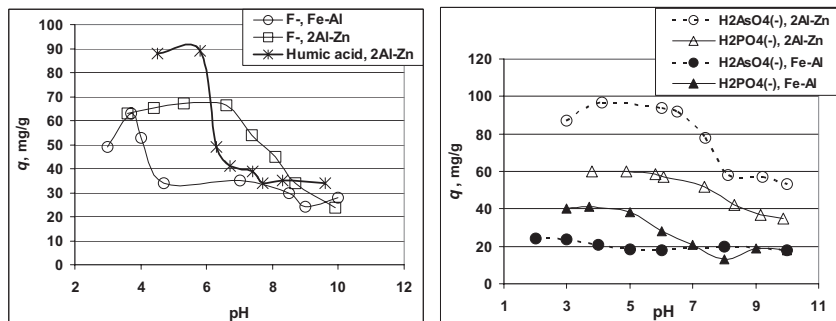 F-, Fe-Al
F-, 2Al-Zn
Humic acid, 2Al-Zn
q, mg/g
100
90
80
70
60
50
40
30
20
10
0
2 4 6 8 10 12
pH
H2AsO4(-), 2Al-Zn
H2PO4(-), 2Al-Zn
H2AsO4(-), Fe-Al
H2PO4(-), Fe-Al
q, mg/g
120
100
80
60
40
20
0
1 3 5 7 9 11
pH